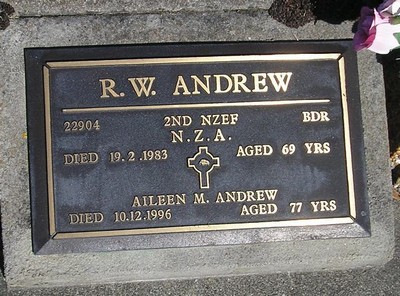 R. W. ANDREW
22904 2ND NZEF BDR
N. Z. A.
DIED 19.2.1983 AGED 69 YRS
AILEEN M. ANDREW
DIED 10.12.1996 AGED 77 YRS